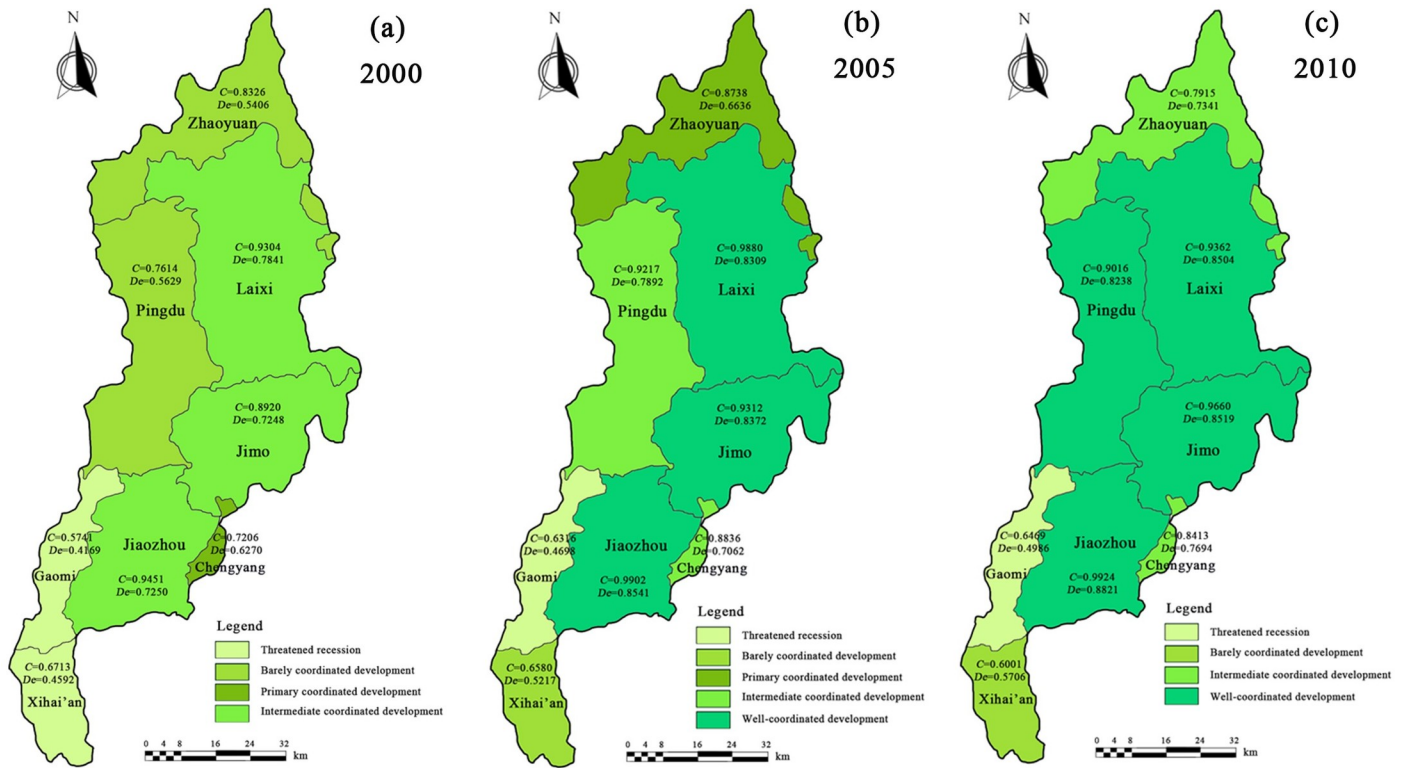 N
(a)
2000
C=0.8326
De=0.5406
Zhaoyuan
C=0.9304
De=0.7841
Laixi
C=0.7614
De=0.5629
Pingdu
C=0.8920
De=0.7248
Jimo
C=0.5741
De=0.4169
Gaomi
Jiaozhou
C=0.9451
De=0.7250
C=0.7206
De=0.6270
Chengyang
C=0.6713
De=0.4592
Xihai'an
Legend
Threatened recession
Barely coordinated development
Primary coordinated development
Intermediate coordinated development
0 4 8 16 24 32
km
N
(b)
2005
C=0.8738
De=0.6636
Zhaoyuan
C=0.9880
De=0.8309
Laixi
C=0.9217
De=0.7892
Pingdu
C=0.9312
De=0.8372
Jimo
C=0.6316
De=0.4698
Gaomi
Jiaozhou
C=0.9902
De=0.8541
C=0.8836
De=0.7062
Chengyang
C=0.6580
De=0.5217
Xihai'an
Legend
Threatened recession
Barely coordinated development
Primary coordinated development
Intermediate coordinated development
Well-coordinated development
0 4 8 16 24 32
km
N
(c)
2010
C=0.7915
De=0.7341
Zhaoyuan
C=0.9362
De=0.8504
Laixi
C=0.9016
De=0.8238
Pingdu
C=0.9660
De=0.8519
Jimo
C=0.6469
De=0.4986
Gaomi
Jiaozhou
C=0.9924
De=0.8821
C=0.8413
De=0.7694
Chengyang
C=0.6001
De=0.5706
Xihai'an
Legend
Threatened recession
Barely coordinated development
Intermediate coordinated development
Well-coordinated development
0 4 8 16 24 32
km